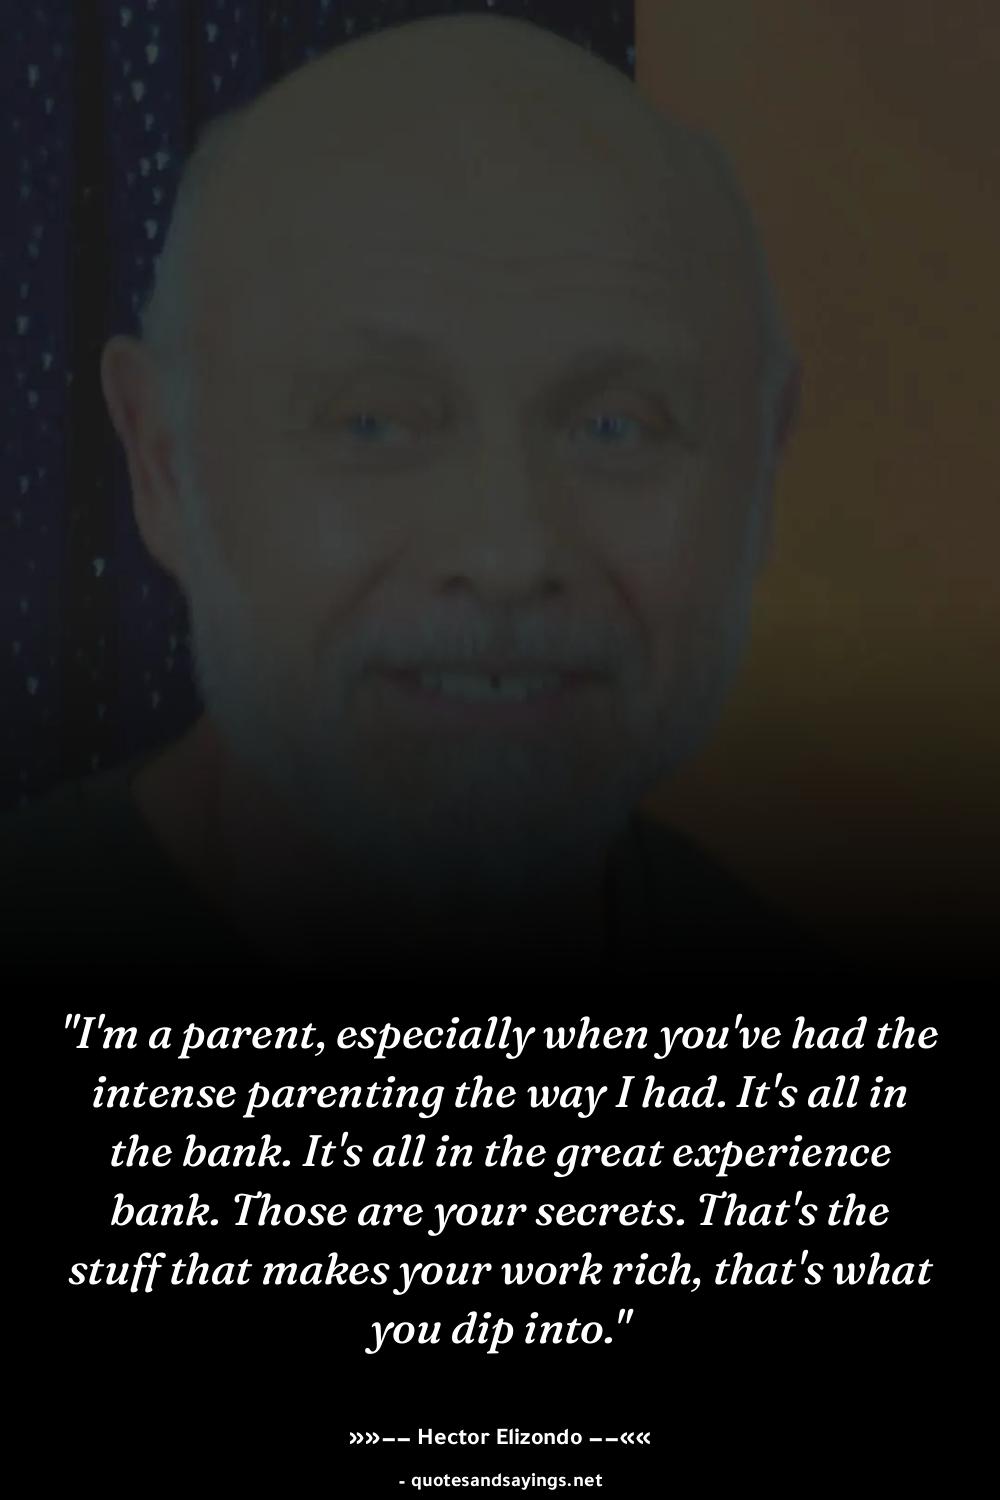 "I'm a parent, especially when you've had the
intense parenting the way I had. It's all in
the bank. It's all in the great experience
bank. Those are your secrets. That's the
stuff that makes your work rich, that's what
you dip into."
»»–– Hector Elizondo ––««
- quotesandsayings.net